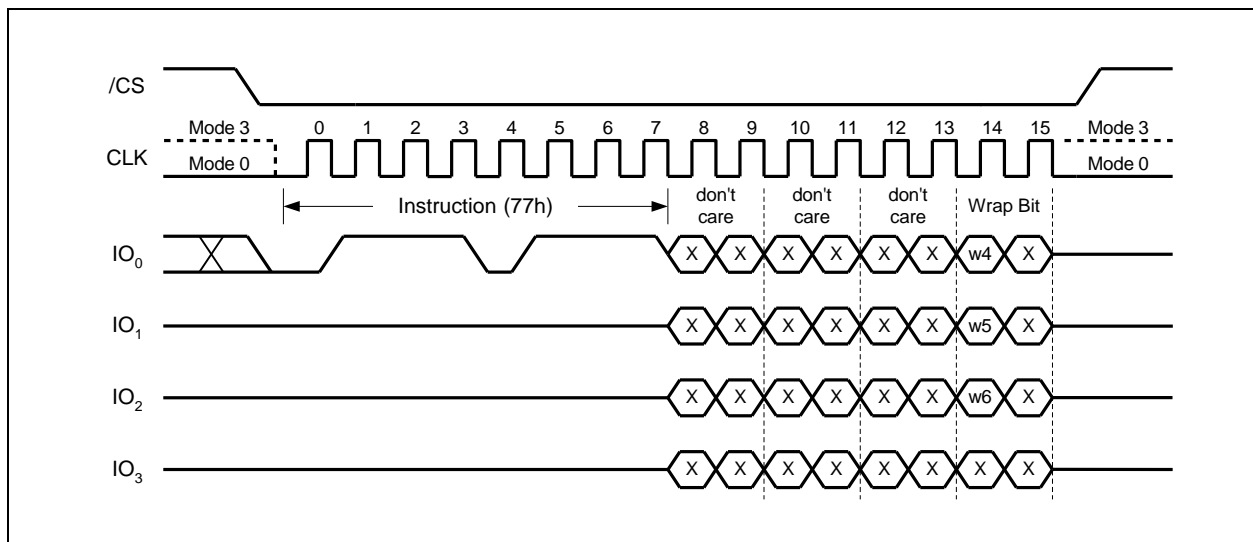 /CS
Mode 3 0 1 2 3 4 5 6 7 8 9 10 11 12 13 14 15 Mode 3
CLK
Mode 0 Mode 0
Instruction (77h) don't care don't care don't care Wrap Bit
IO0 X X X X X X w4 X
IO1 X X X X X X w5 X
IO2 X X X X X X w6 X
IO3 X X X X X X X X